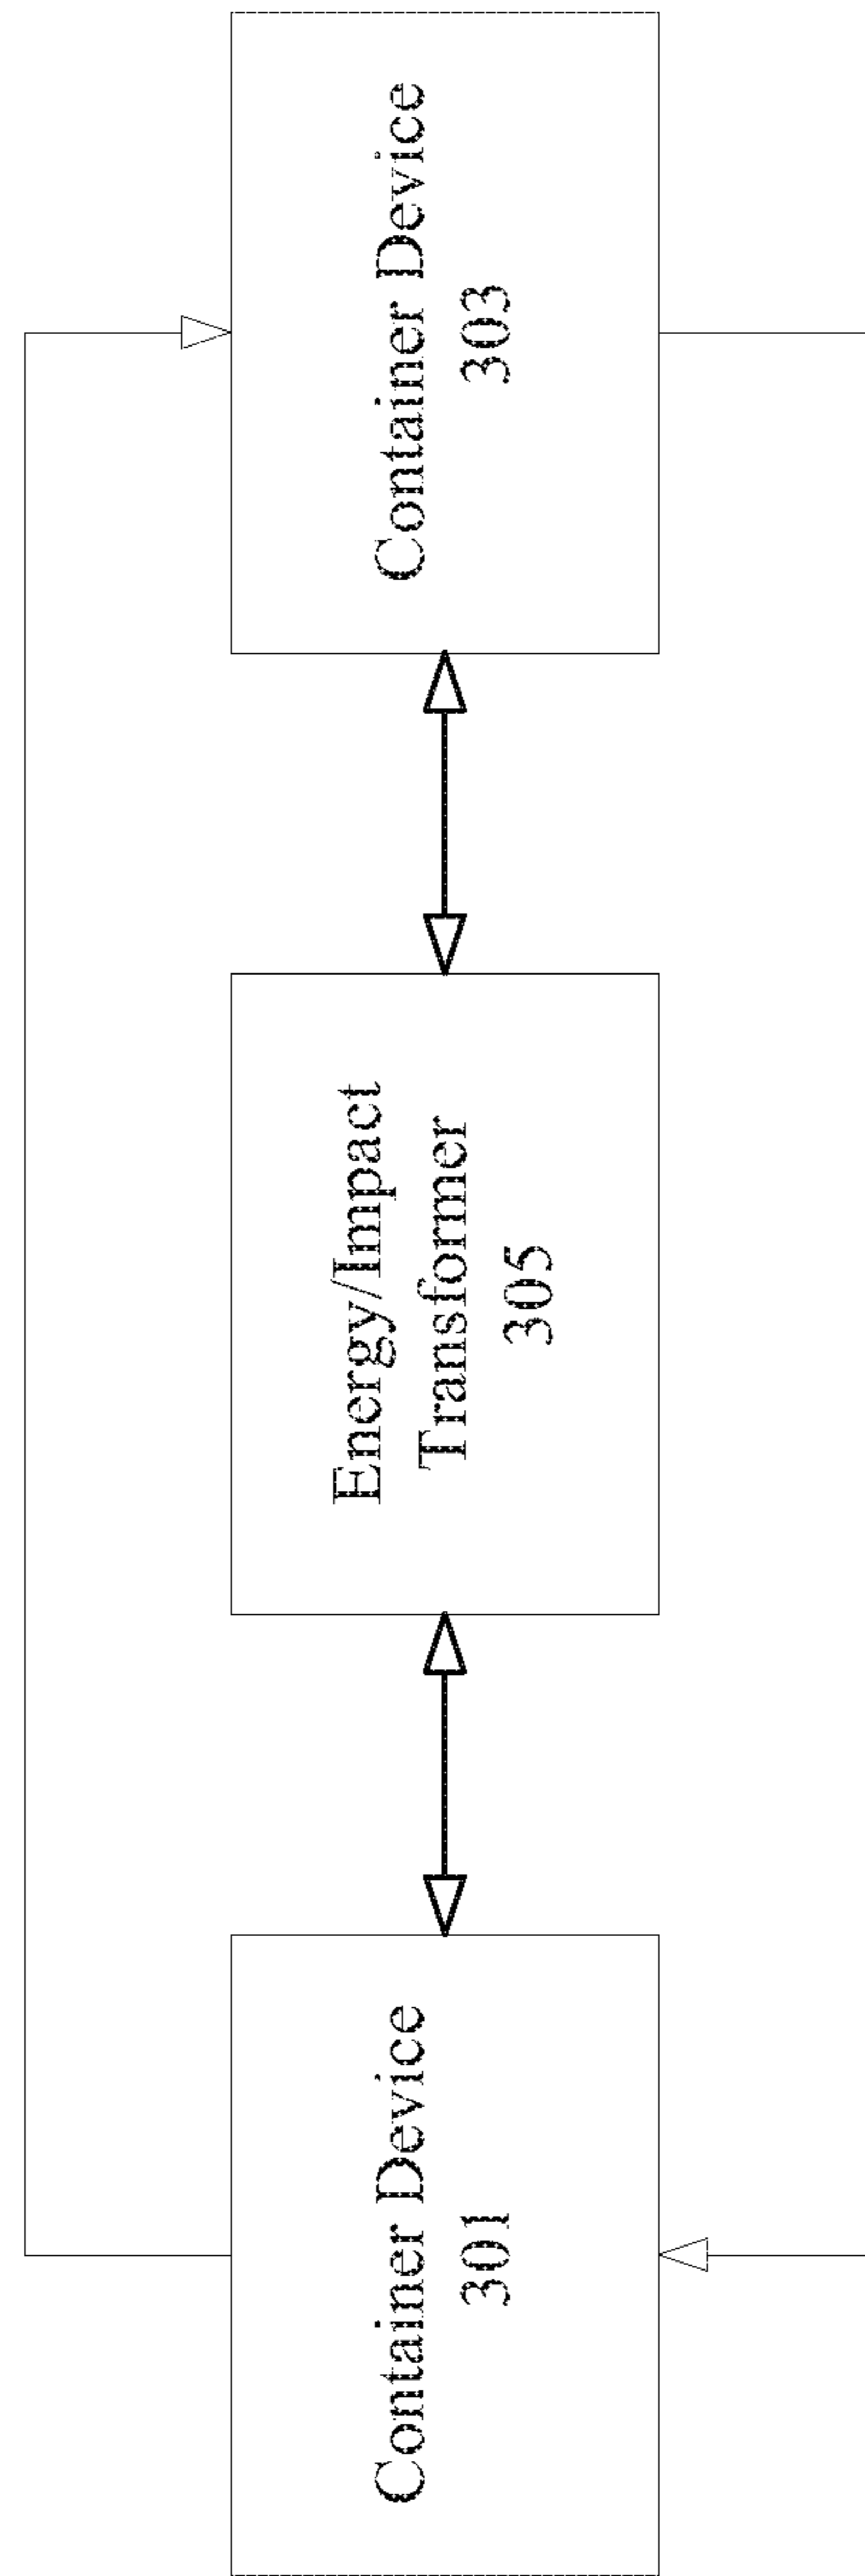 Container Device
301
Energy/Impact
Transformer
305
Container Device
303